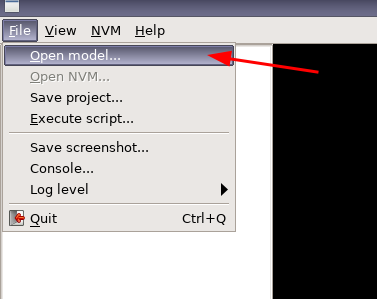 File View NVM Help
Open model...
Open NVM...
Save project...
Execute script...
Save screenshot...
Console...
Log level
Quit Ctrl+Q